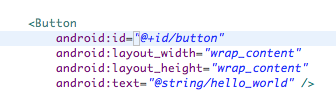 <Button
android:id="@+id/button"
android:layout_width="wrap_content"
android:layout_height="wrap_content"
android:text="@string/hello_world" />